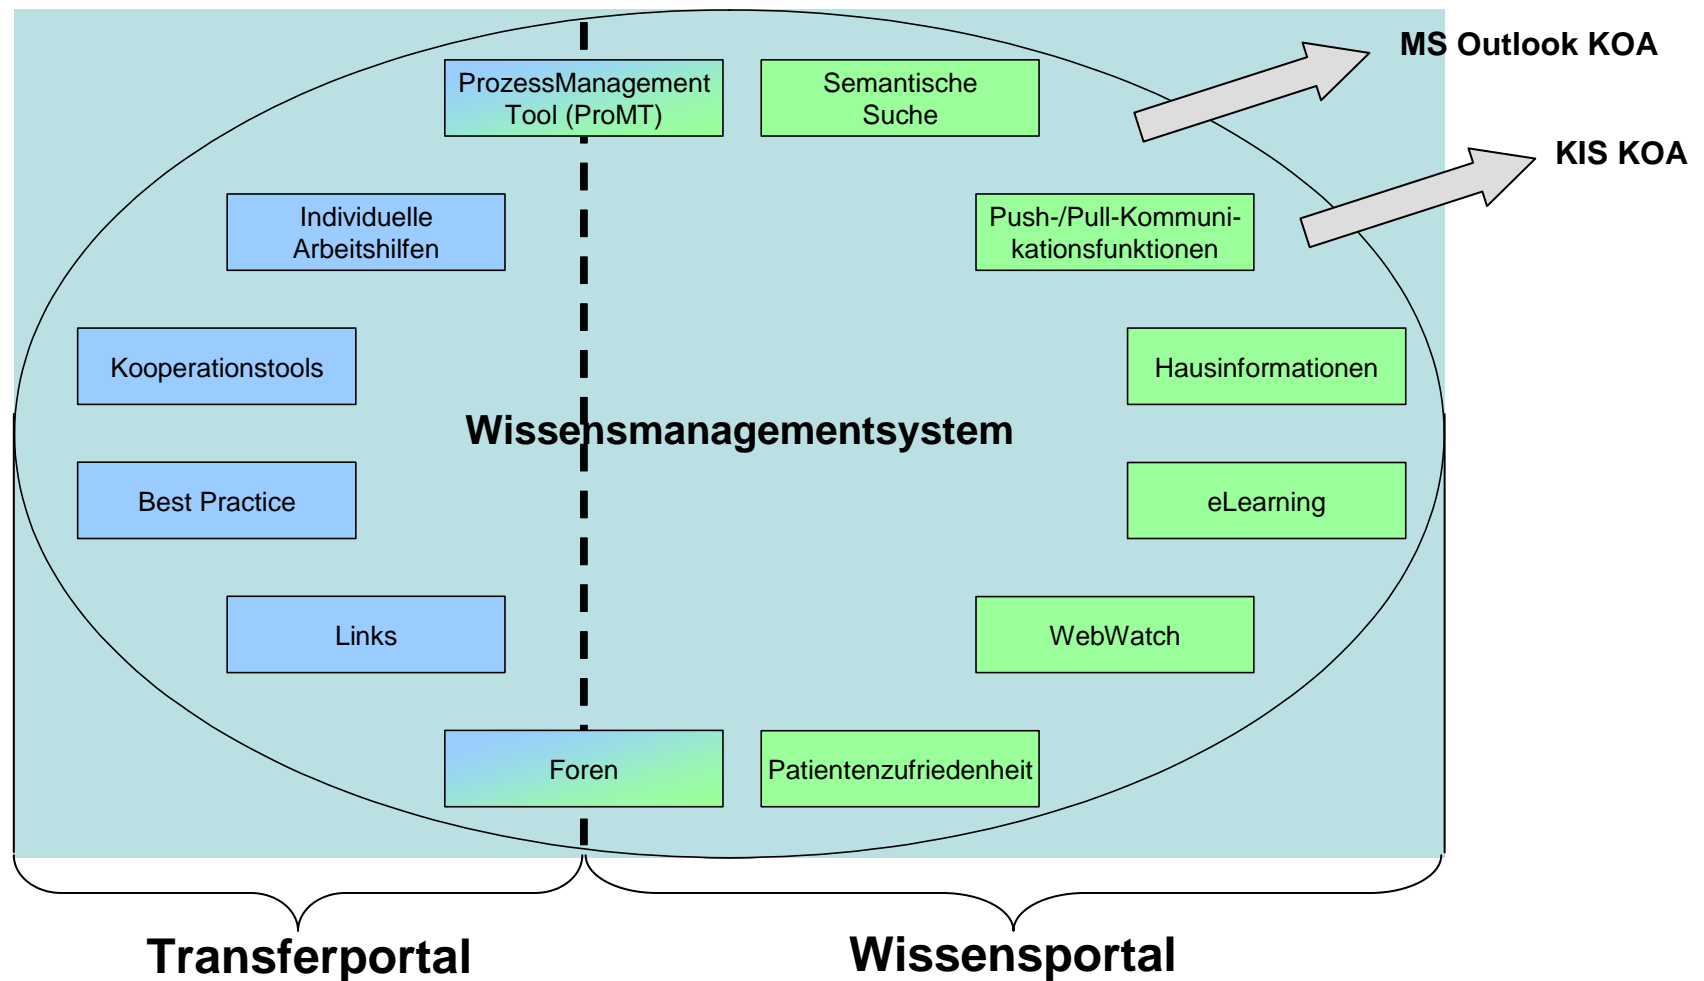 MS Outlook KOA
ProzessManagement
Tool (ProMT)
Semantische
Suche
KIS KOA
Individuelle
Arbeitshilfen
Push-/Pull-Kommuni-
kationsfunktionen
Kooperationstools
Hausinformationen
Wissensmanagementsystem
Best Practice
eLearning
Links
WebWatch
Foren
Patientenzufriedenheit
Transferportal
Wissensportal